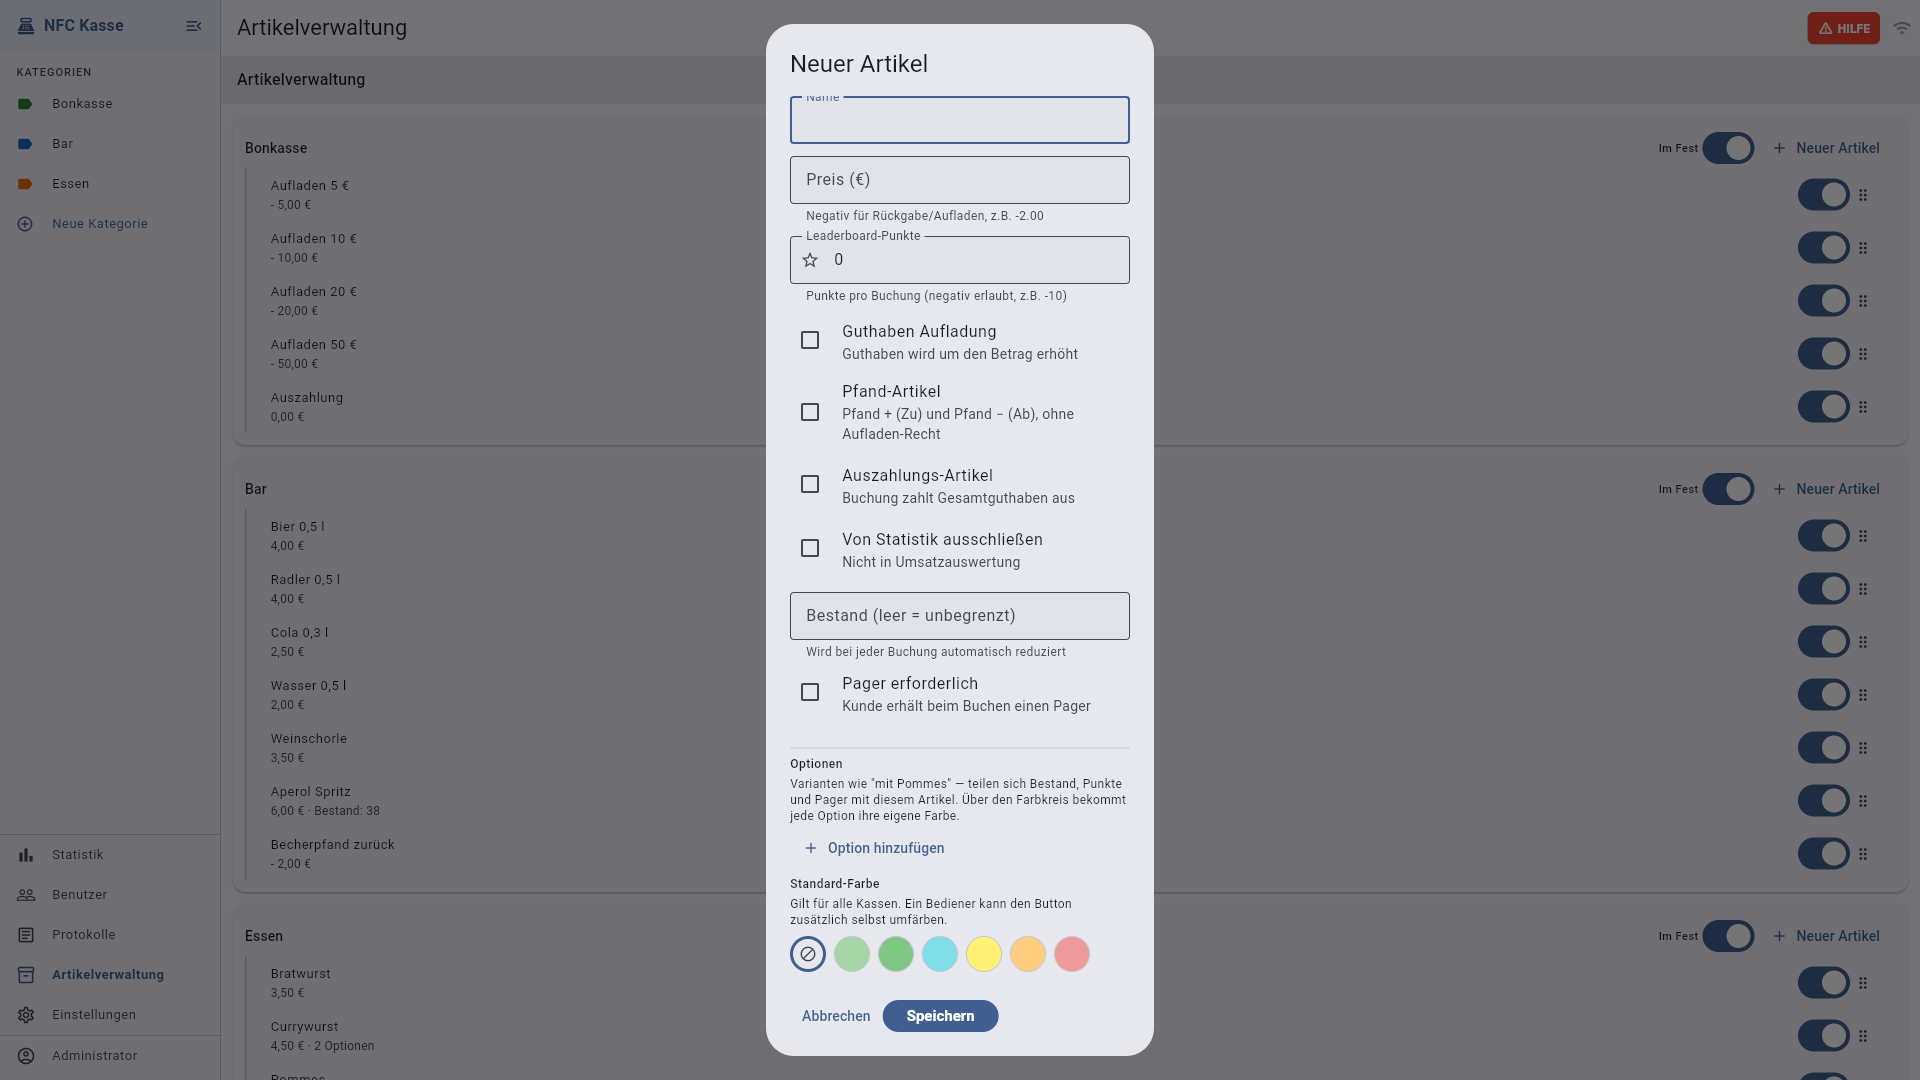 NFC Kasse
KATEGORIEN
Bonkasse
Bar
Essen
Neue Kategorie
Statistik
Benutzer
Protokolle
Artikelverwaltung
Einstellungen
Administrator
Artikelverwaltung
HILFE
Artikelverwaltung
Bonkasse
Im Fest
Neuer Artikel
Aufladen 5 €
- 5,00 €
Aufladen 10 €
- 10,00 €
Aufladen 20 €
- 20,00 €
Aufladen 50 €
- 50,00 €
Auszahlung
0,00 €
Bar
Im Fest
Neuer Artikel
Bier 0,5 l
4,00 €
Radler 0,5 l
4,00 €
Cola 0,3 l
2,50 €
Wasser 0,5 l
2,00 €
Weinschorle
3,50 €
Aperol Spritz
6,00 € · Bestand: 38
Becherpfand zurück
- 2,00 €
Essen
Im Fest
Neuer Artikel
Bratwurst
3,50 €
Currywurst
4,50 € · 2 Optionen
Pommes
Neuer Artikel
Name
Preis (€)
Negativ für Rückgabe/Aufladen, z.B. -2.00
Leaderboard-Punkte
0
Punkte pro Buchung (negativ erlaubt, z.B. -10)
Guthaben Aufladung
Guthaben wird um den Betrag erhöht
Pfand-Artikel
Pfand + (Zu) und Pfand − (Ab), ohne
Aufladen-Recht
Auszahlungs-Artikel
Buchung zahlt Gesamtguthaben aus
Von Statistik ausschließen
Nicht in Umsatzauswertung
Bestand (leer = unbegrenzt)
Wird bei jeder Buchung automatisch reduziert
Pager erforderlich
Kunde erhält beim Buchen einen Pager
Optionen
Varianten wie "mit Pommes" — teilen sich Bestand, Punkte
und Pager mit diesem Artikel. Über den Farbkreis bekommt
jede Option ihre eigene Farbe.
Option hinzufügen
Standard-Farbe
Gilt für alle Kassen. Ein Bediener kann den Button
zusätzlich selbst umfärben.
Abbrechen
Speichern